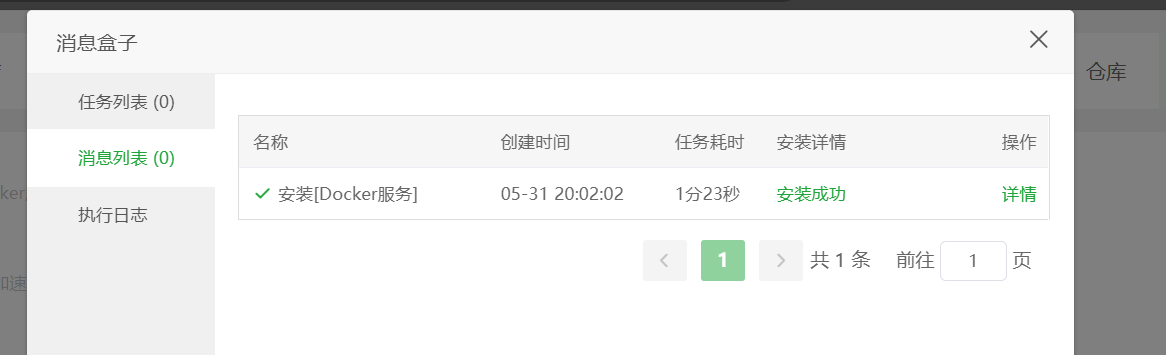 消息盒子
仓库
任务列表 (0)
消息列表 (0)
执行日志
名称 创建时间 任务耗时 安装详情 操作
安装[Docker服务] 05-31 20:02:02 1分23秒 安装成功 详情
1 共 1 条 前往 1 页
ker
加速